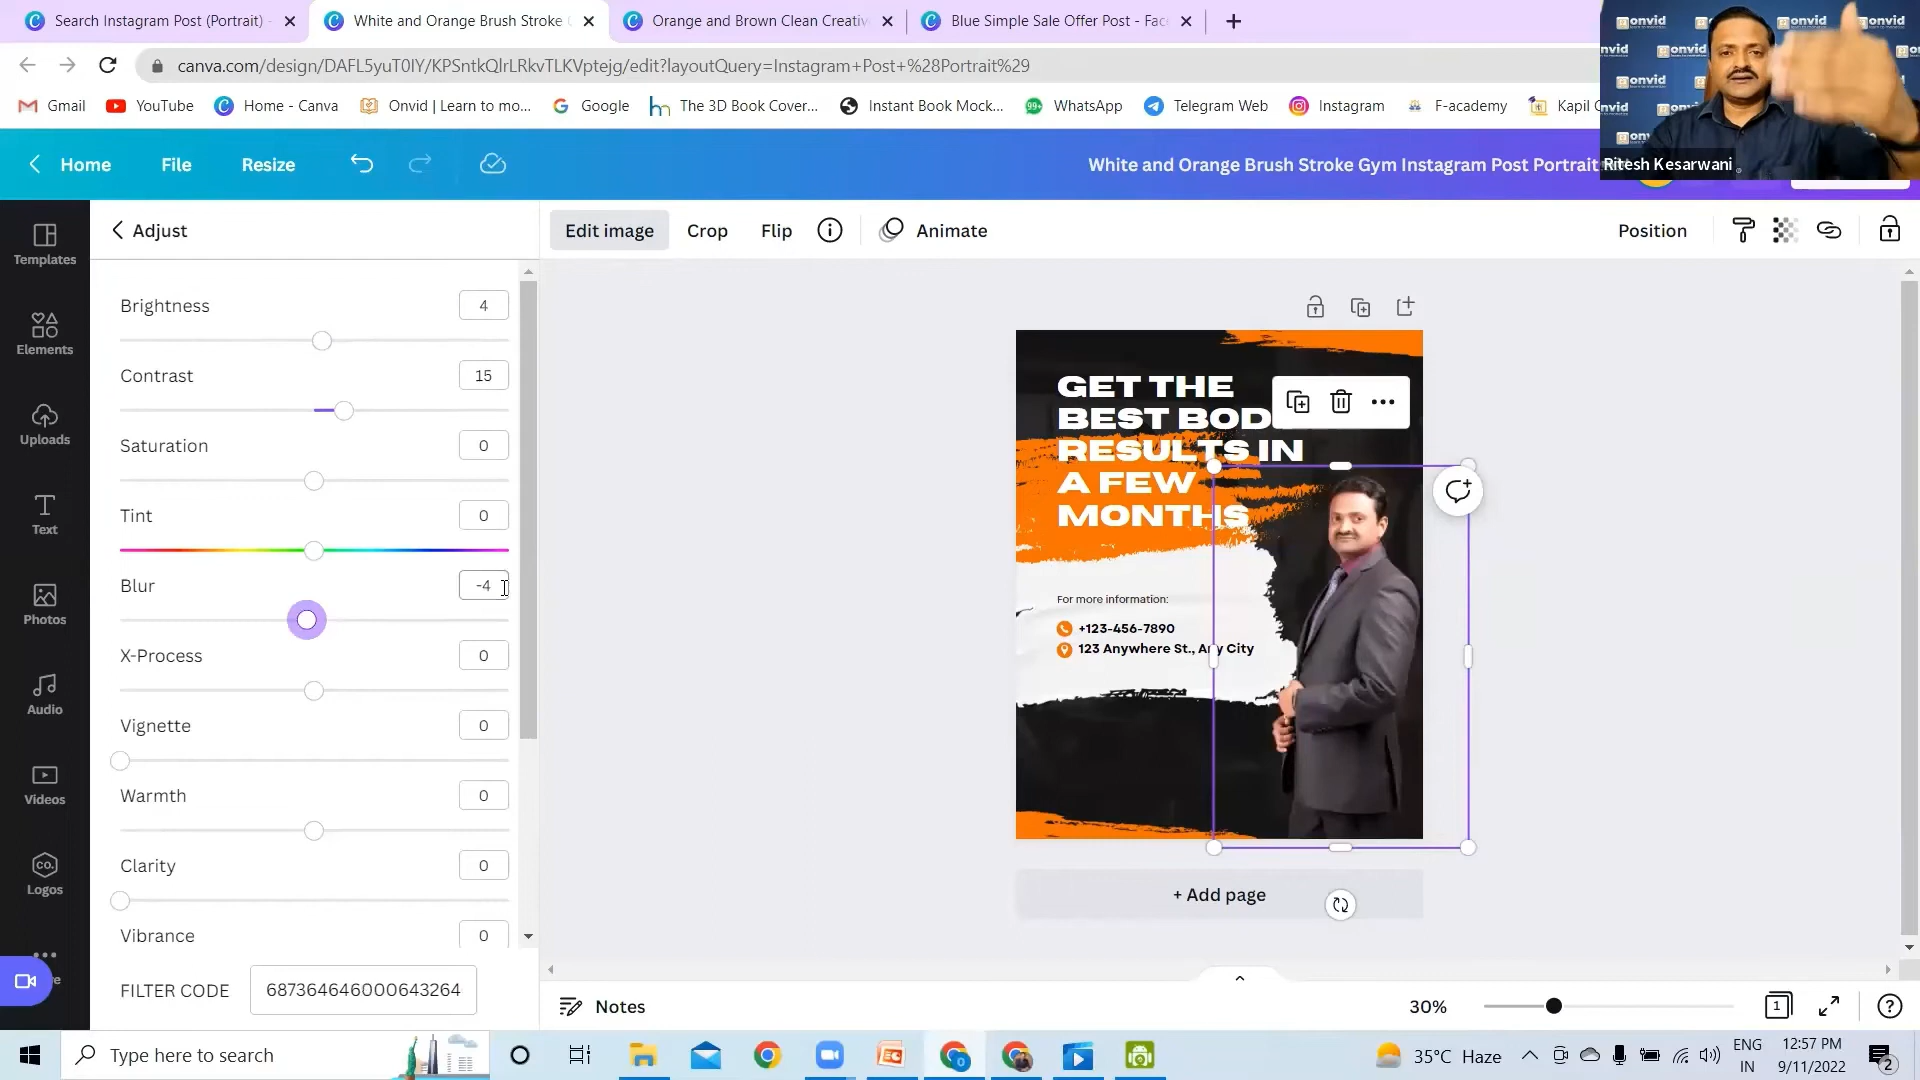 Search Instagram Post (Portrait) -
White and Orange Brush Stroke
Orange and Brown Clean Creativ
Blue Simple Sale Offer Post - Fac
canva.com/design/DAFL5yuT0IY/KPSntkQlrLRkvTLKVptejg/edit?layoutQuery=Instagram+Post+%28Portrait%29
Gmail
YouTube
Home - Canva
Onvid | Learn to mo...
Google
The 3D Book Cover...
Instant Book Mock...
99+
WhatsApp
Telegram Web
Instagram
F-academy
Kapil
Ritesh Kesarwani
Home
File
Resize
White and Orange Brush Stroke Gym Instagram Post Portrait
Adjust
Edit image
Crop
Flip
Animate
Position
Templates
Elements
Uploads
Text
Photos
Audio
Videos
CO.
Logos
Brightness
4
Contrast
15
Saturation
0
Tint
0
Blur
-4
X-Process
0
Vignette
0
Warmth
0
Clarity
0
Vibrance
0
FILTER CODE
687364646000643264
GET THE
BEST BOD
RESULTS IN
A FEW
MONTHS
For more information:
+123-456-7890
123 Anywhere St., Any City
+ Add page
Notes
30%
1
Type here to search
35°C Haze
ENG
IN
12:57 PM
9/11/2022
2